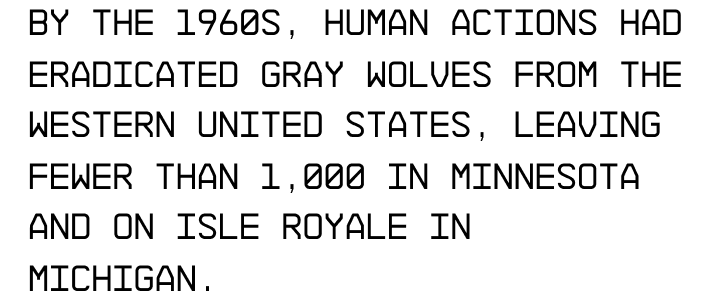 BY THE 1960S, HUMAN ACTIONS HAD
ERADICATED GRAY WOLVES FROM THE
WESTERN UNITED STATES, LEAVING
FEWER THAN 1,000 IN MINNESOTA
AND ON ISLE ROYALE IN
MICHIGAN.